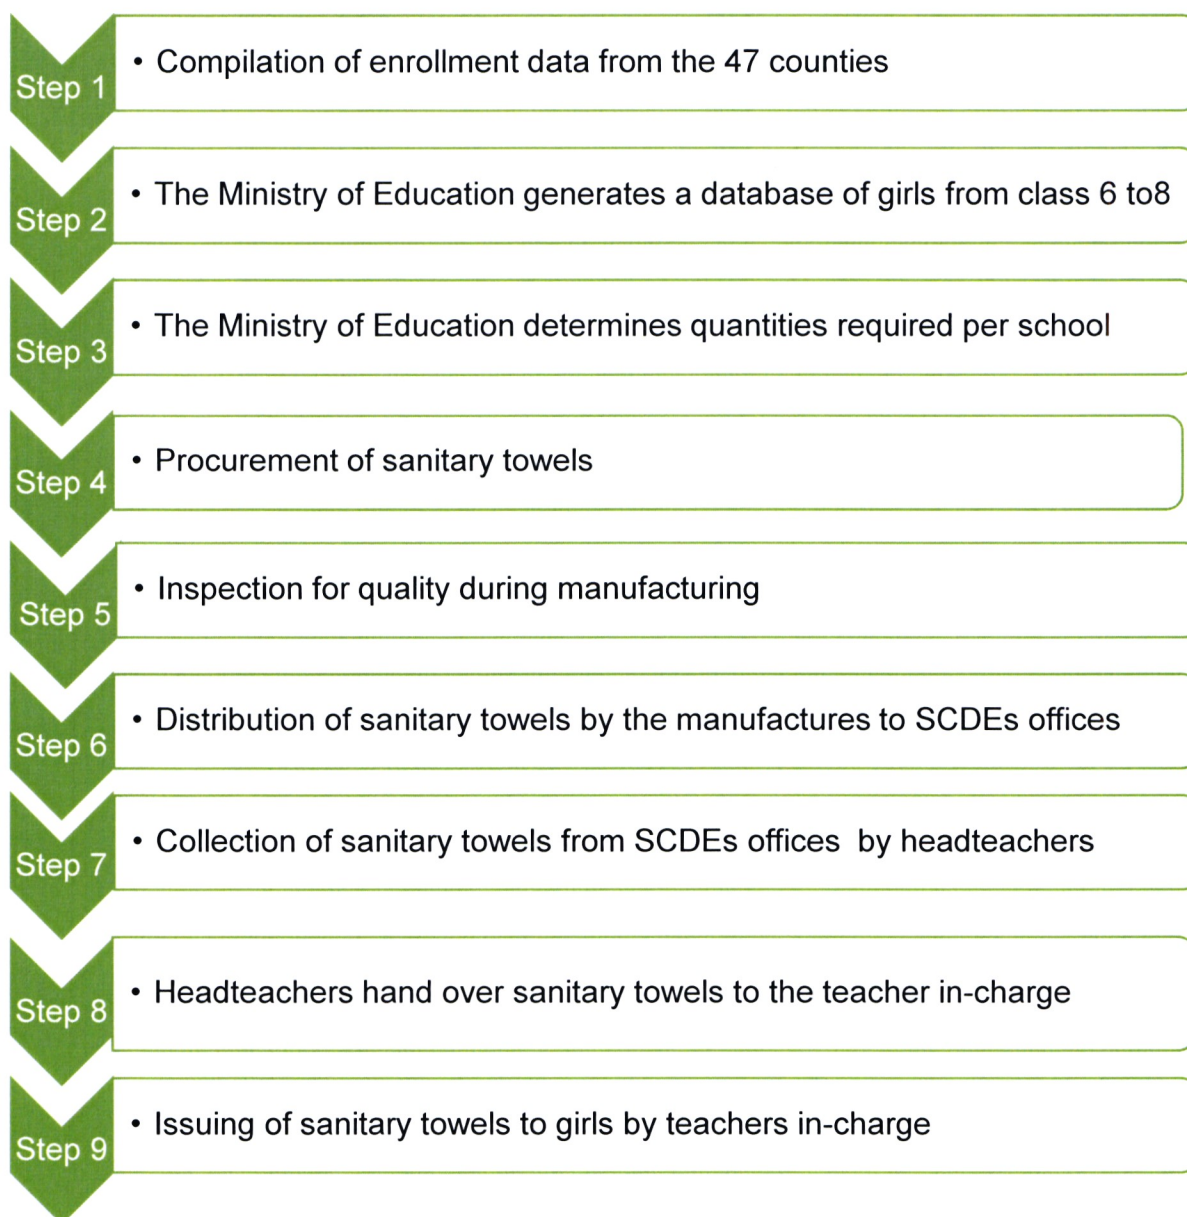 Step 1
• Compilation of enrollment data from the 47 counties
Step 2
• The Ministry of Education generates a database of girls from class 6 to8
Step 3
• The Ministry of Education determines quantities required per school
Step 4
• Procurement of sanitary towels
Step 5
• Inspection for quality during manufacturing
Step 6
• Distribution of sanitary towels by the manufactures to SCDEs offices
Step 7
• Collection of sanitary towels from SCDEs offices by headteachers
Step 8
• Headteachers hand over sanitary towels to the teacher in-charge
Step 9
• Issuing of sanitary towels to girls by teachers in-charge